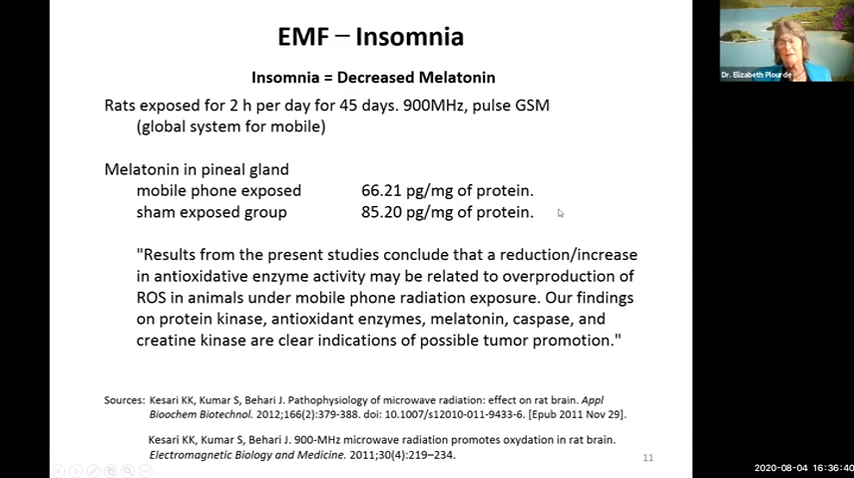 EMF – Insomnia
Insomnia = Decreased Melatonin
Rats exposed for 2 h per day for 45 days. 900MHz, pulse GSM
(global system for mobile)
Melatonin in pineal gland
mobile phone exposed 66.21 pg/mg of protein.
sham exposed group 85.20 pg/mg of protein.
"Results from the present studies conclude that a reduction/increase
in antioxidative enzyme activity may be related to overproduction of
ROS in animals under mobile phone radiation exposure. Our findings
on protein kinase, antioxidant enzymes, melatonin, caspase, and
creatine kinase are clear indications of possible tumor promotion."
Sources: Kesari KK, Kumar S, Behari J. Pathophysiology of microwave radiation: effect on rat brain. Appl
Bioochem Biotechnol. 2012;166(2):379-388. doi: 10.1007/s12010-011-9433-6. [Epub 2011 Nov 29].
Kesari KK, Kumar S, Behari J. 900-MHz microwave radiation promotes oxydation in rat brain.
Electromagnetic Biology and Medicine. 2011;30(4):219–234.
11
Dr. Elizabeth Plourde
2020-08-04 16:36:40